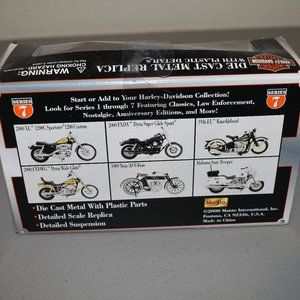 WARNING:
CHOKING HAZARD
DIE CAST METAL REPLICA
WITH PLASTIC DETAILS
HARLEY-DAVIDSON
SERIES
7
Start or Add to Your Harley-Davidson Collection!
Look for Series 1 through 7 Featuring Classics, Law Enforcement,
Nostalgic, Anniversary Editions, and More!
SERIES
7
2000 XL 1200C Sportster 1200 Custom
2000 FXDX Dyna Super Glide Sport
1936 EL Knucklehead
2000 FXDWG Dyna Wide Glide
1909 Twin 5D V-Twin
Alabama State Trooper
•Die Cast Metal With Plastic Parts
•Detailed Scale Replica
•Detailed Suspension
Maisto
©2000 Maisto International, Inc.
Fontana, CA 92336, U.S.A.
Made in China